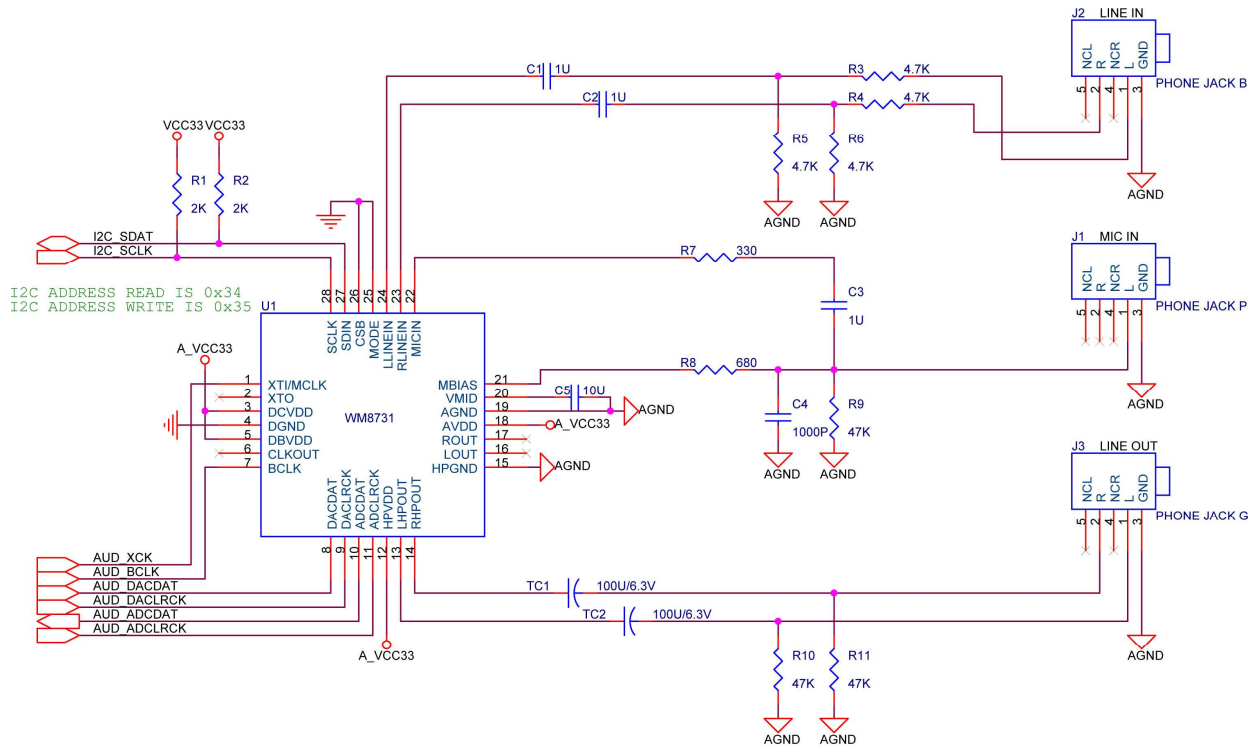 J2 LINE IN
NCL
R
NCR
L
GND
5
2
4
1
3
PHONE JACK B
AGND
C1 1U
C2 1U
R3 4.7K
R4 4.7K
R5
4.7K
AGND
R6
4.7K
AGND
VCC33 VCC33
R1
2K
R2
2K
I2C_SDAT
I2C_SCLK
I2C ADDRESS READ IS 0x34
I2C ADDRESS WRITE IS 0x35
R7 330
C3
1U
R8 680
C4
1000P
AGND
R9
47K
AGND
J1 MIC IN
NCL
R
NCR
L
GND
5
2
4
1
3
PHONE JACK P
AGND
U1
WM8731
28 27 26 25 24 23 22
SCLK
SDIN
CSB
MODE
LLINEIN
RLINEIN
MICIN
A_VCC33
1 XTI/MCLK
2 XTO
3 DCVDD
4 DGND
5 DBVDD
6 CLKOUT
7 BCLK
MBIAS 21
VMID 20
AGND 19
AVDD 18
ROUT 17
LOUT 16
HPGND 15
C5 10U
AGND
A_VCC33
AGND
DACDAT
DACLRCK
ADCDAT
ADCLRCK
HPVDD
LHPOUT
RHPOUT
8 9 10 11 12 13 14
J3 LINE OUT
NCL
R
NCR
L
GND
5
2
4
1
3
PHONE JACK G
AGND
AUD_XCK
AUD_BCLK
AUD_DACDAT
AUD_DACLRCK
AUD_ADCDAT
AUD_ADCLRCK
A_VCC33
TC1 100U/6.3V
TC2 100U/6.3V
R10
47K
AGND
R11
47K
AGND